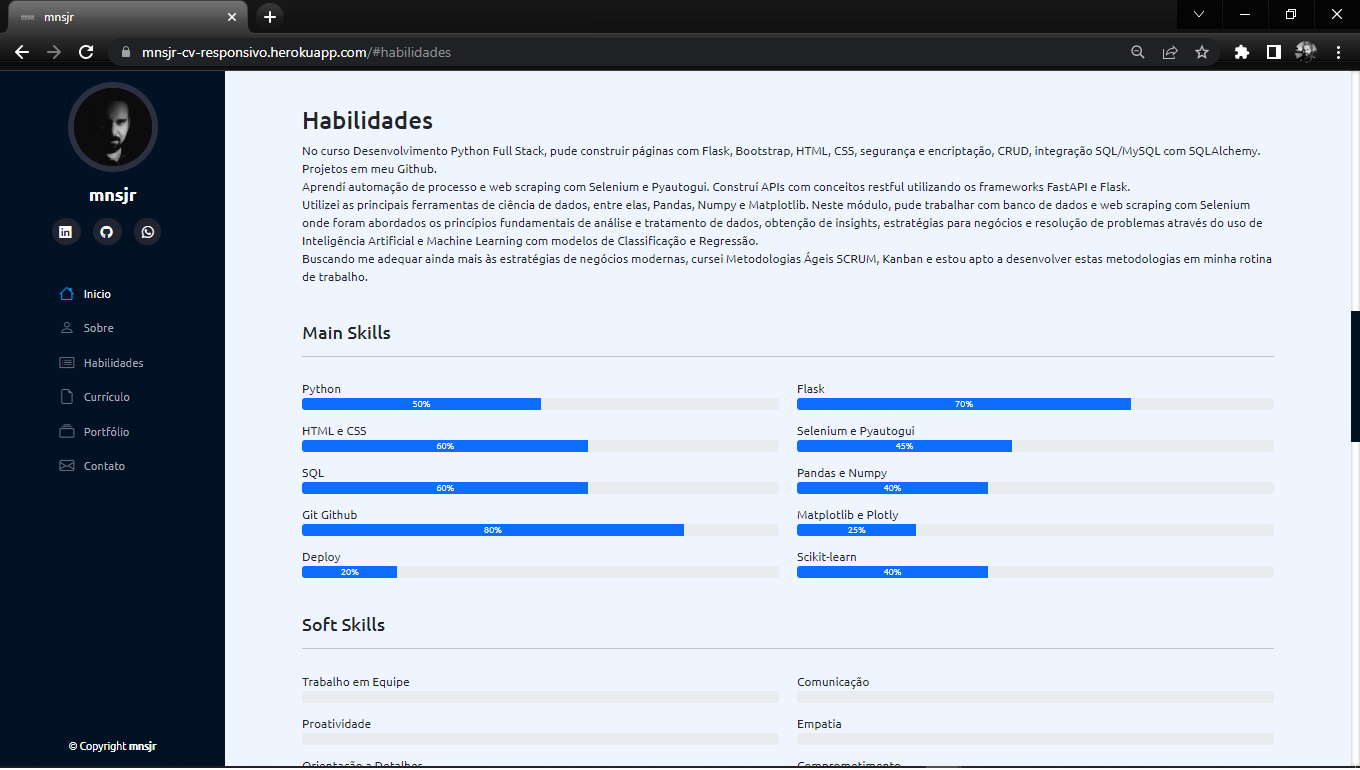 mnsjr
mnsjr-cv-responsivo.herokuapp.com/#habilidades
mnsjr
Inicio
Sobre
Habilidades
Currículo
Portfólio
Contato
© Copyright mnsjr
Habilidades
No curso Desenvolvimento Python Full Stack, pude construir páginas com Flask, Bootstrap, HTML, CSS, segurança e encriptação, CRUD, integração SQL/MySQL com SQLAlchemy.
Projetos em meu Github.
Aprendí automação de processo e web scraping com Selenium e Pyautogui. Construí APIs com conceitos restful utilizando os frameworks FastAPI e Flask.
Utilizei as principais ferramentas de ciência de dados, entre elas, Pandas, Numpy e Matplotlib. Neste módulo, pude trabalhar com banco de dados e web scraping com Selenium
onde foram abordados os princípios fundamentais de análise e tratamento de dados, obtenção de insights, estratégias para negócios e resolução de problemas através do uso de
Inteligência Artificial e Machine Learning com modelos de Classificação e Regressão.
Buscando me adequar ainda mais às estratégias de negócios modernas, cursei Metodologias Ágeis SCRUM, Kanban e estou apto a desenvolver estas metodologias em minha rotina
de trabalho.
Main Skills
Python
50%
HTML e CSS
60%
SQL
60%
Git Github
80%
Deploy
20%
Flask
70%
Selenium e Pyautogui
45%
Pandas e Numpy
40%
Matplotlib e Plotly
25%
Scikit-learn
40%
Soft Skills
Trabalho em Equipe
Proatividade
Orientação a Detalhes
Comunicação
Empatia
Comprometimento